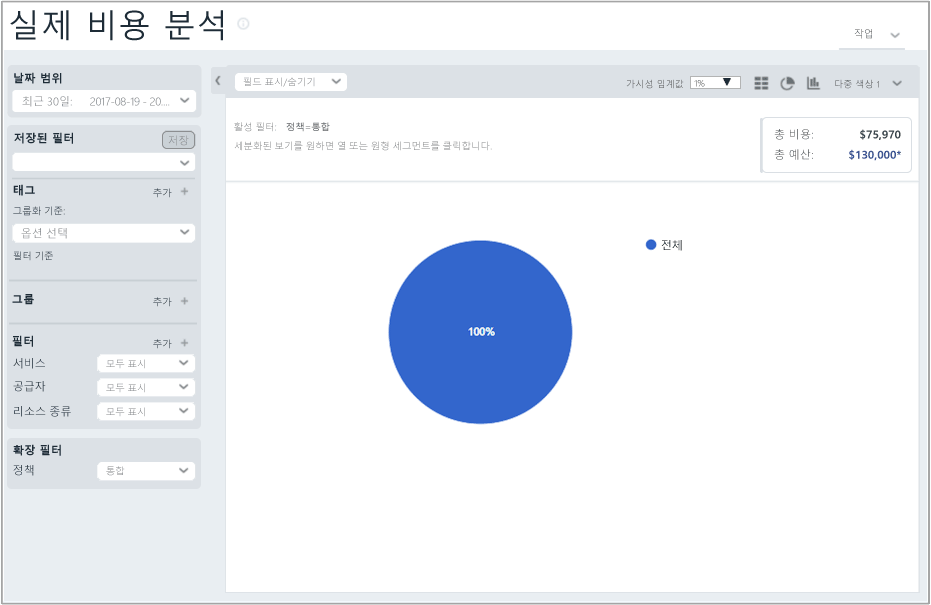 실제 비용 분석
작업
날짜 범위
최근 30일: 2017-08-19 - 20....
저장된 필터 저장
태그 추가 +
그룹화 기준:
옵션 선택
필터 기준
그룹 추가 +
필터 추가 +
서비스 모두 표시
공급자 모두 표시
리소스 종류 모두 표시
확장 필터
정책 통합
필드 표시/숨기기
가시성 임계값 1% 다중 색상 1
활성 필터: 정책=통합
세분화된 보기를 원하면 열 또는 원형 세그먼트를 클릭합니다.
총 비용: $75,970
총 예산: $130,000*
전체
100%